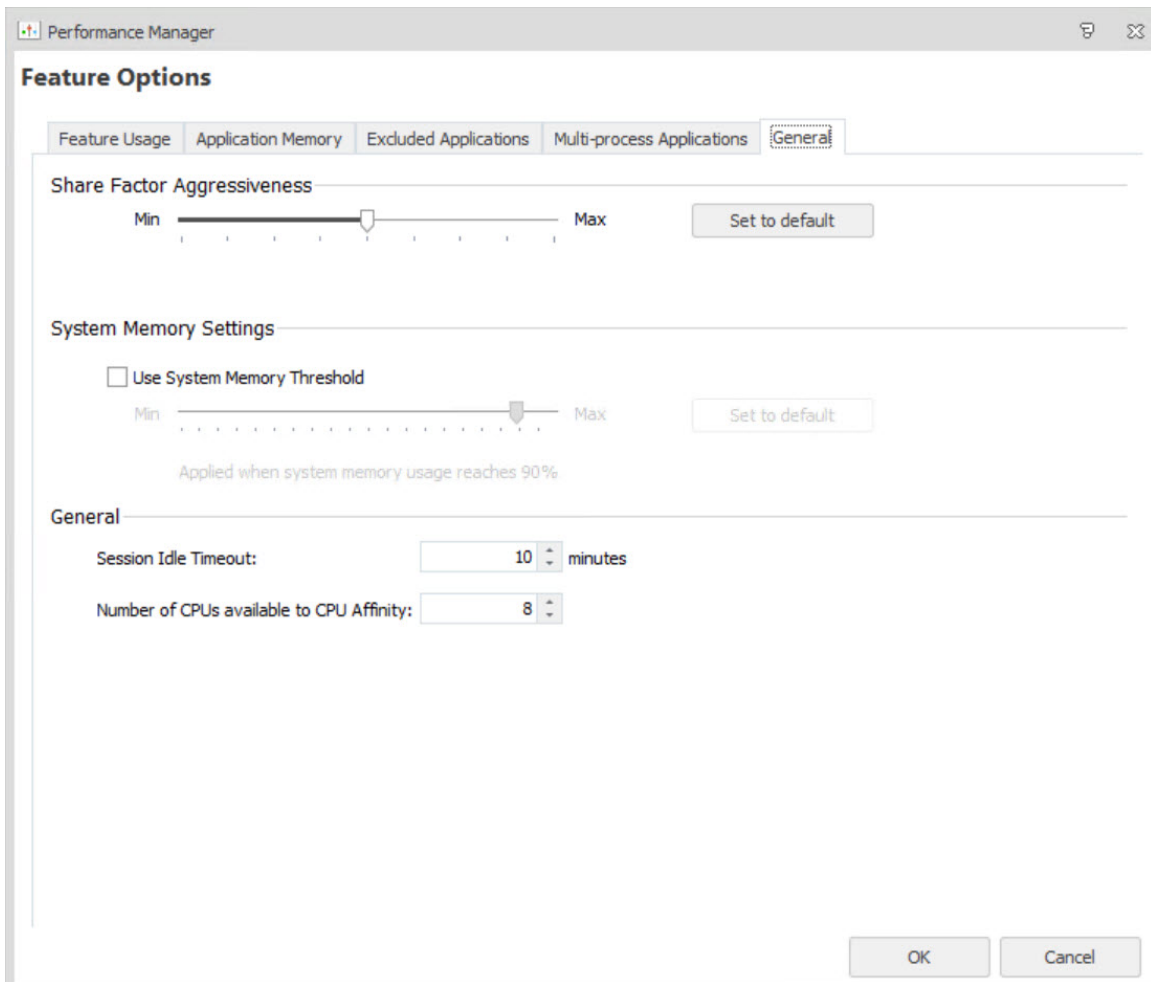 Performance Manager
Feature Options
Feature Usage Application Memory Excluded Applications Multi-process Applications General
Share Factor Aggressiveness
Min Max Set to default
System Memory Settings
Use System Memory Threshold
Min Max Set to default
Applied when system memory usage reaches 90%
General
Session Idle Timeout: 10 minutes
Number of CPUs available to CPU Affinity: 8
OK Cancel